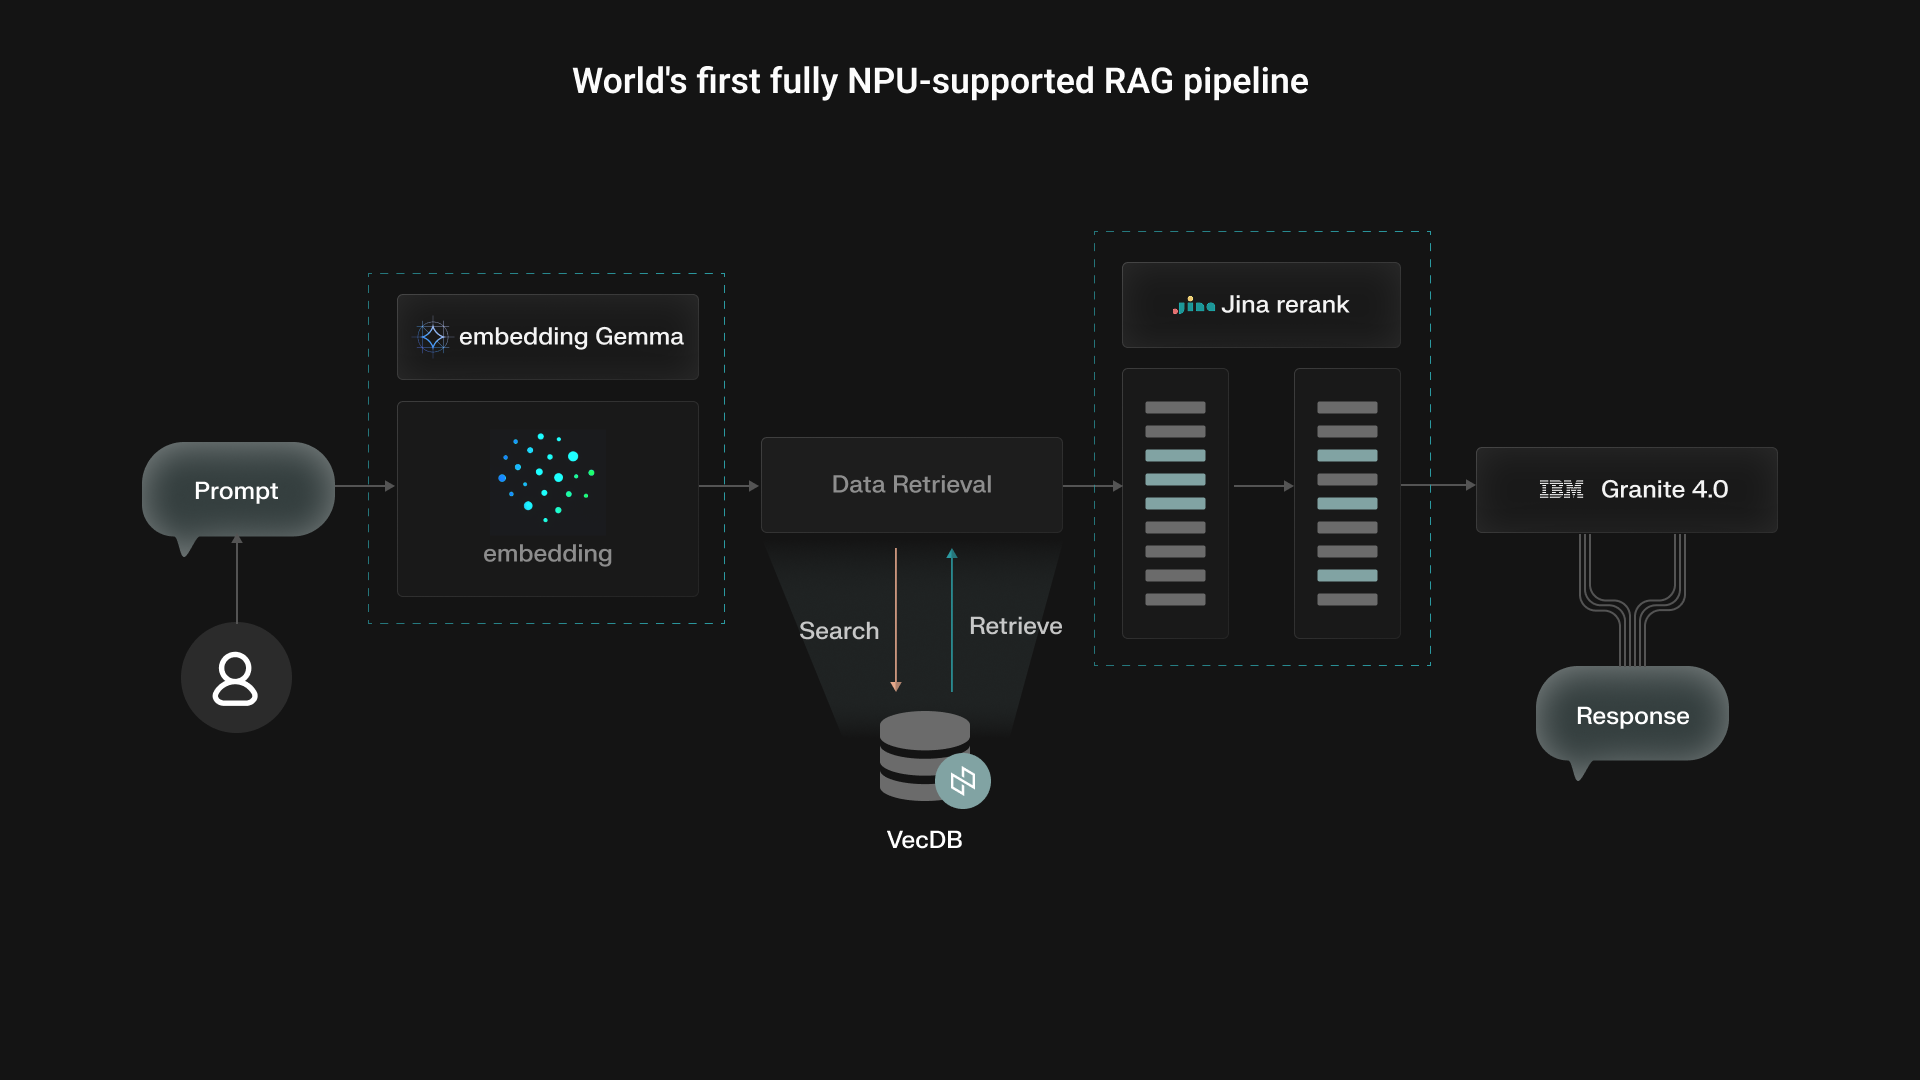 World's first fully NPU-supported RAG pipeline
Prompt
embedding Gemma
embedding
Data Retrieval
Search
Retrieve
VecDB
jina Jina rerank
IBM Granite 4.0
Response